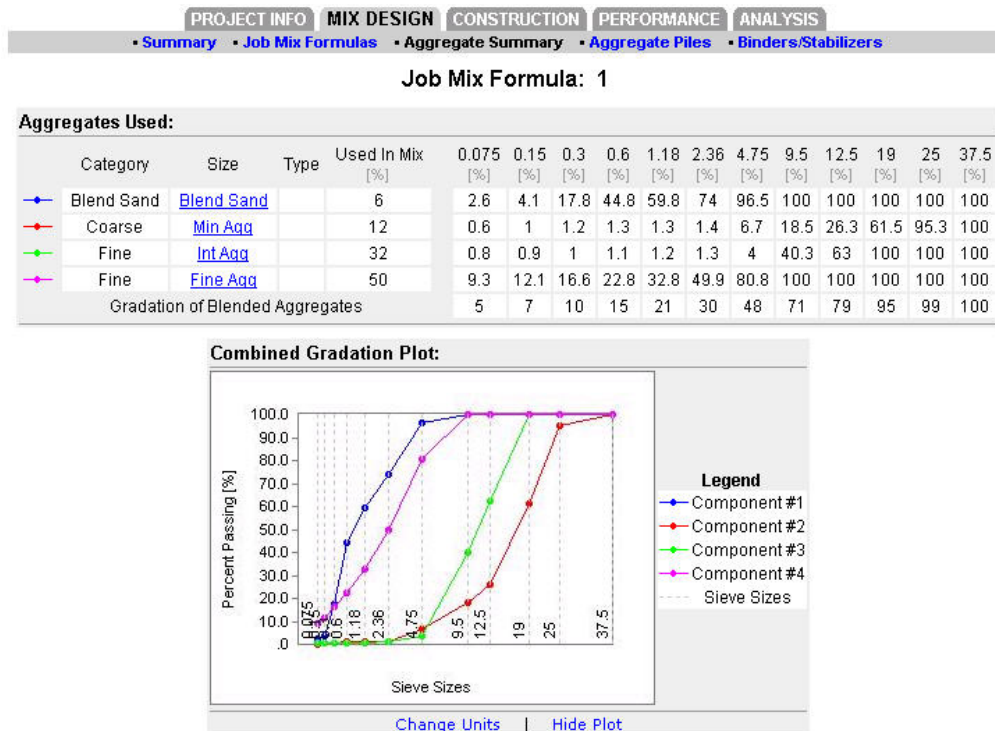 PROJECT INFO MIX DESIGN CONSTRUCTION PERFORMANCE ANALYSIS
▪ Summary ▪ Job Mix Formulas ▪ Aggregate Summary ▪ Aggregate Piles ▪ Binders/Stabilizers
Job Mix Formula: 1
Aggregates Used:
Category Size Type Used In Mix [%] 0.075 [%] 0.15 [%] 0.3 [%] 0.6 [%] 1.18 [%] 2.36 [%] 4.75 [%] 9.5 [%] 12.5 [%] 19 [%] 25 [%] 37.5 [%]
Blend Sand Blend Sand 6 2.6 4.1 17.8 44.8 59.8 74 96.5 100 100 100 100 100
Coarse Min Agg 12 0.6 1 1.2 1.3 1.3 1.4 6.7 18.5 26.3 61.5 95.3 100
Fine Int Agg 32 0.8 0.9 1 1.1 1.2 1.3 4 40.3 63 100 100 100
Fine Fine Agg 50 9.3 12.1 16.6 22.8 32.8 49.9 80.8 100 100 100 100 100
Gradation of Blended Aggregates 5 7 10 15 21 30 48 71 79 95 99 100
Combined Gradation Plot:
Percent Passing [%]
100.0
90.0
80.0
70.0
60.0
50.0
40.0
30.0
20.0
10.0
.0
0.075 0.6 1.18 2.36 4.75 9.5 12.5 19 25 37.5
Sieve Sizes
Legend
Component #1
Component #2
Component #3
Component #4
Sieve Sizes
Change Units | Hide Plot